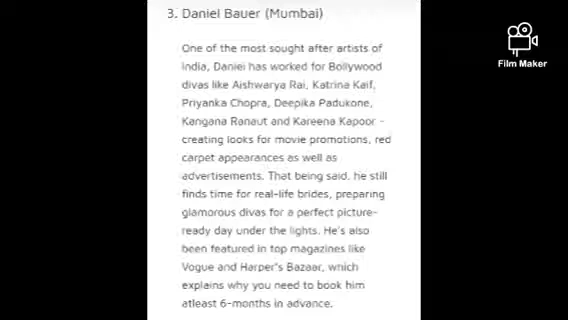 3. Daniel Bauer (Mumbai)
One of the most sought after artists of
India, Daniel has worked for Bollywood
divas like Aishwarya Rai, Katrina Kaif,
Priyanka Chopra, Deepika Padukone,
Kangana Ranaut and Kareena Kapoor -
creating looks for movie promotions, red
carpet appearances as well as
advertisements. That being said, he still
finds time for real-life brides, preparing
glamorous divas for a perfect picture-
ready day under the lights. He's also
been featured in top magazines like
Vogue and Harper's Bazaar, which
explains why you need to book him
atleast 6-months in advance.
Film Maker